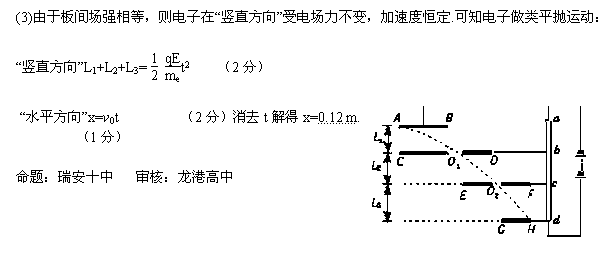 (3)由于板间场强相等，则电子在“竖直方向”受电场力不变，加速度恒定.可知电子做类平抛运动：
“竖直方向”L₁+L₂+L₃=\frac{1}{2}\frac{qE}{mₑ}t² （2分）
“水平方向”x=v₀t （2分）消去t解得x=0.12 m.
（1分）
命题：瑞安十中 审核：龙港高中
A B a
L₁
C O₁ D b
L₂
E O₂ F c
L₃
G H d